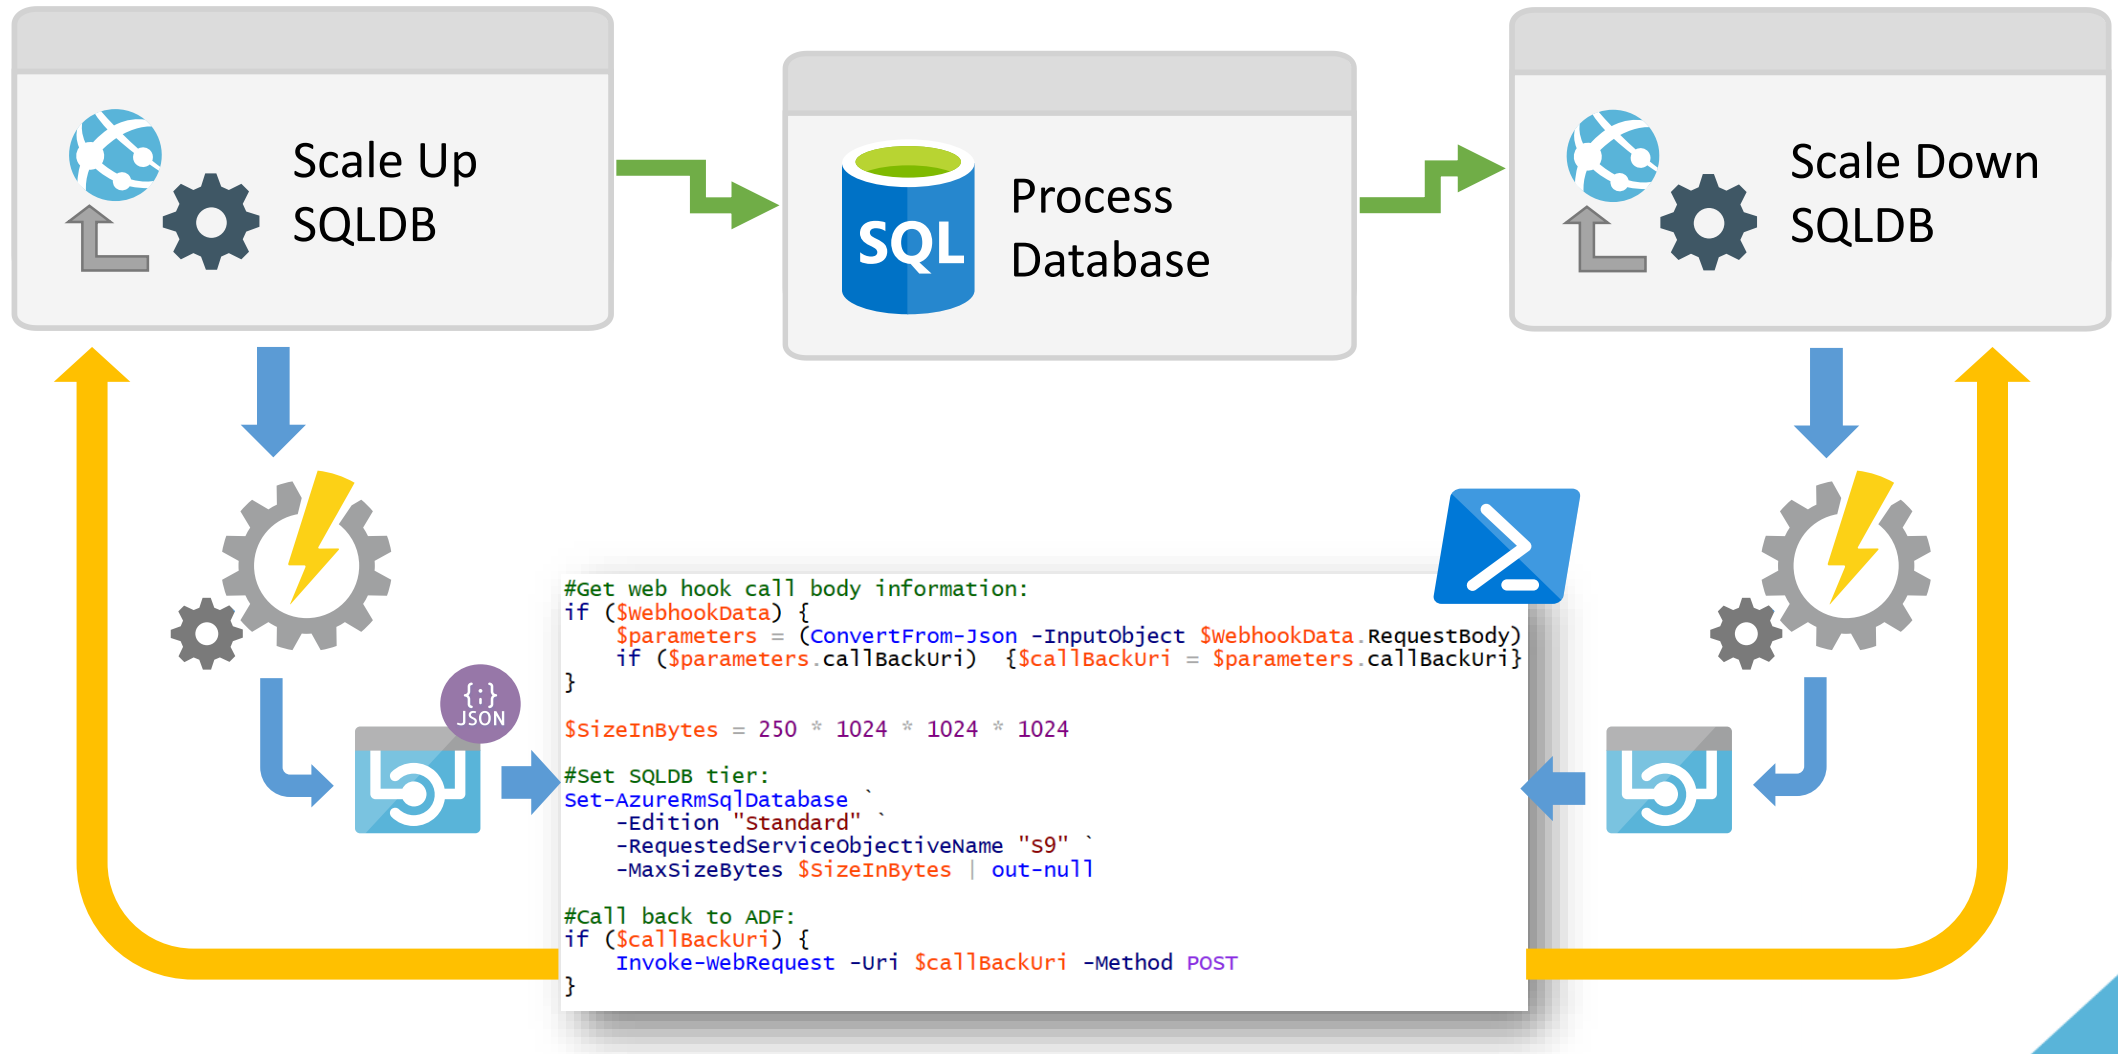 Scale Up
SQLDB
SQL
Process
Database
Scale Down
SQLDB
{;}
JSON
#Get web hook call body information:
if ($WebhookData) {
    $parameters = (ConvertFrom-Json -InputObject $WebhookData.RequestBody)
    if ($parameters.callBackUri)  {$callBackUri = $parameters.callBackUri}
}
$SizeInBytes = 250 * 1024 * 1024 * 1024
#Set SQLDB tier:
Set-AzureRmSqlDatabase `
    -Edition "Standard" `
    -RequestedServiceObjectiveName "S9" `
    -MaxSizeBytes $SizeInBytes | out-null
#Call back to ADF:
if ($callBackUri) {
    Invoke-WebRequest -Uri $callBackUri -Method POST
}